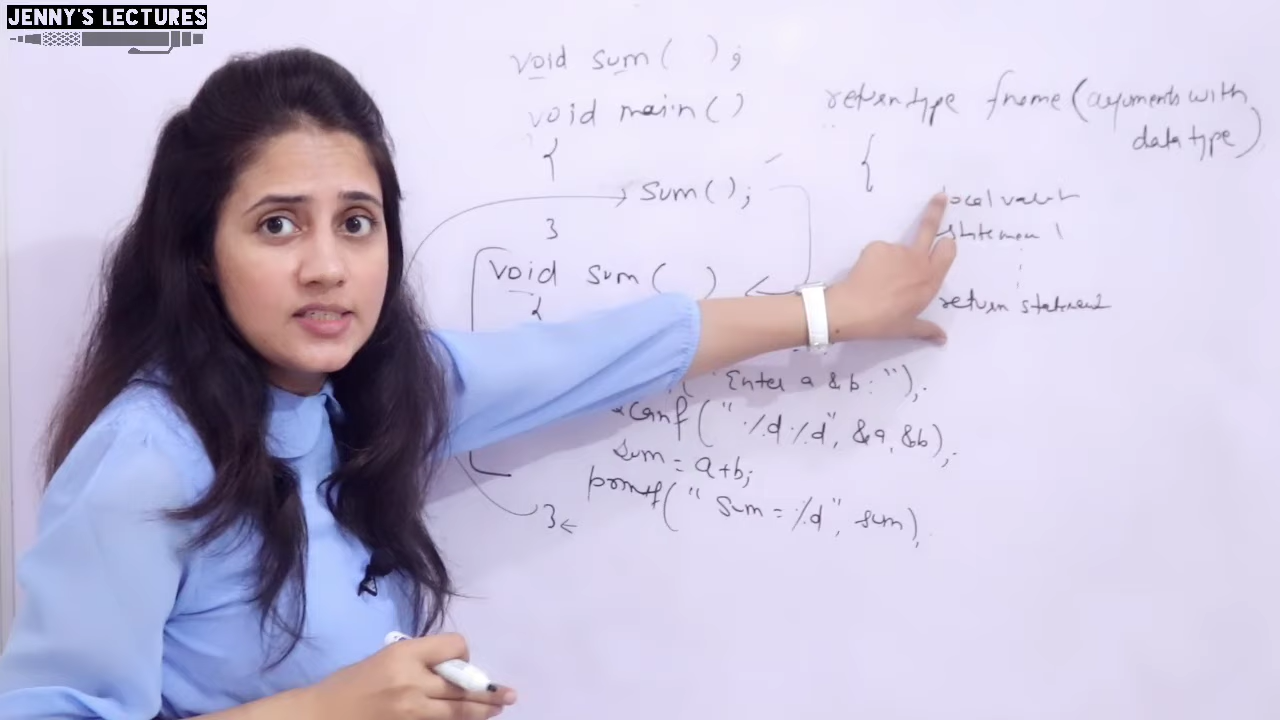 JENNY'S LECTURES
void sum( );
void main()
{
sum();
}
void sum( )
{
"Enter a & b : ");
scanf(" %d %d", &a, &b);
sum = a+b;
printf(" Sum = %d", sum);
}
return type fname (arguments with
data type)
{
local
statement 1
return statement